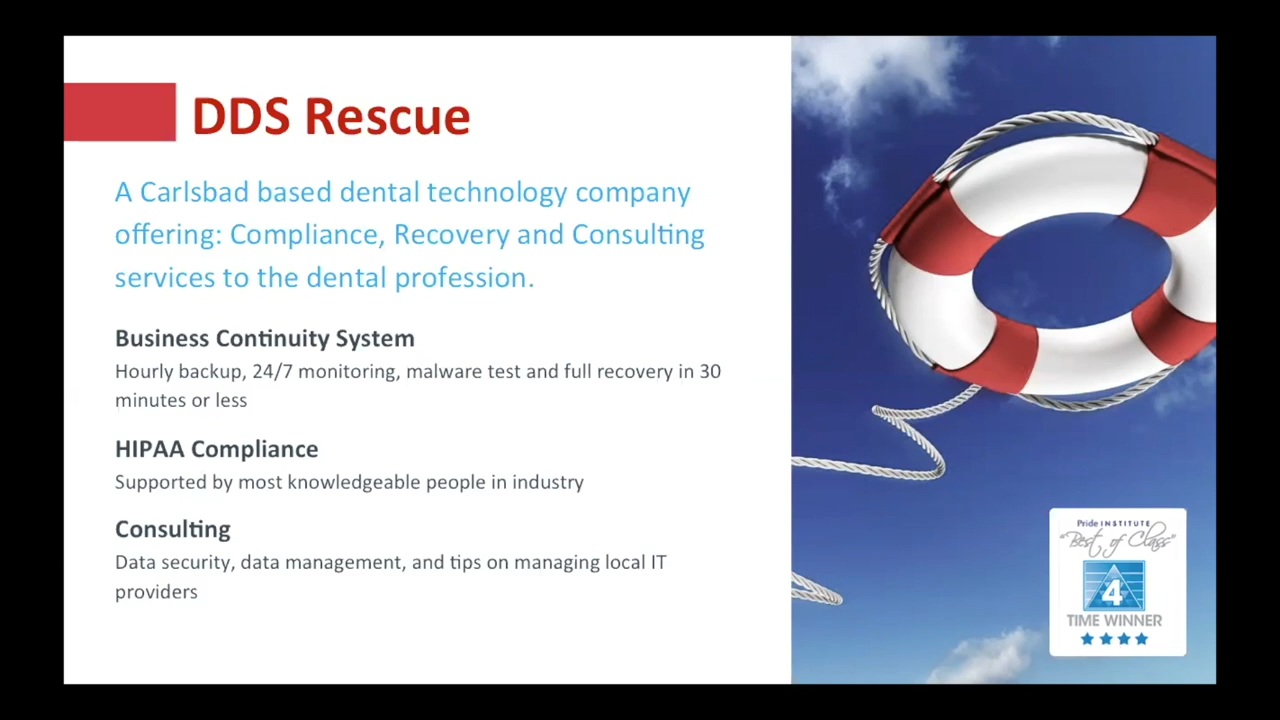 DDS Rescue
A Carlsbad based dental technology company
offering: Compliance, Recovery and Consulting
services to the dental profession.
Business Continuity System
Hourly backup, 24/7 monitoring, malware test and full recovery in 30
minutes or less
HIPAA Compliance
Supported by most knowledgeable people in industry
Consulting
Data security, data management, and tips on managing local IT
providers
Pride INSTITUTE
"Best of Class"
4
TIME WINNER